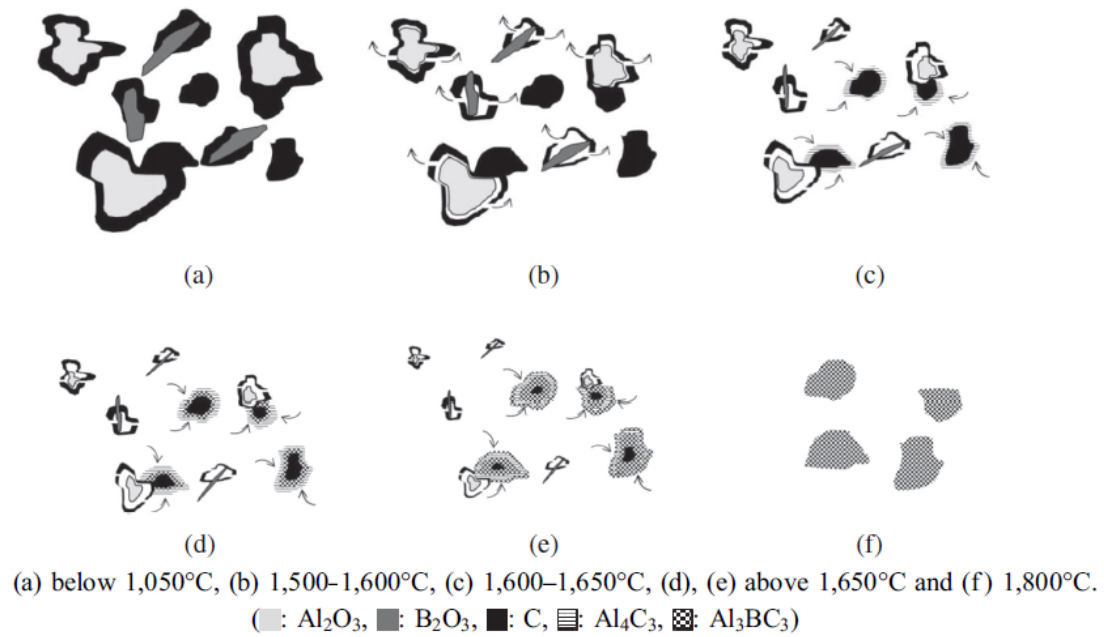 (a)
(b)
(c)
(d)
(e)
(f)
(a) below 1,050°C, (b) 1,500–1,600°C, (c) 1,600–1,650°C, (d), (e) above 1,650°C and (f) 1,800°C.
(: Al₂O₃, : B₂O₃, : C, : Al₄C₃, : Al₃BC₃)